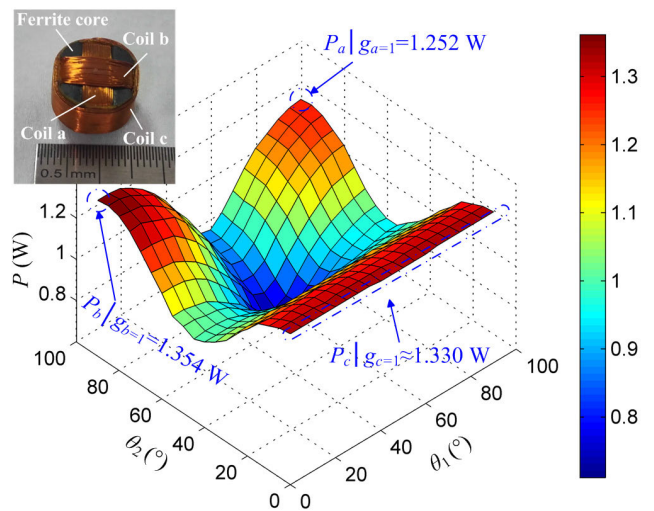 Ferrite core
Coil b
Coil a
Coil c
0.5 mm
Pₐ|gₐ₌₁=1.252 W
P_b|g_b=1=1.354 W
P_c|g_c=1≈1.330 W
P (W)
1.2
1
0.8
100
80
60
40
20
0
θ₂(°)
0
20
40
60
80
100
θ₁(°)
1.3
1.2
1.1
1
0.9
0.8